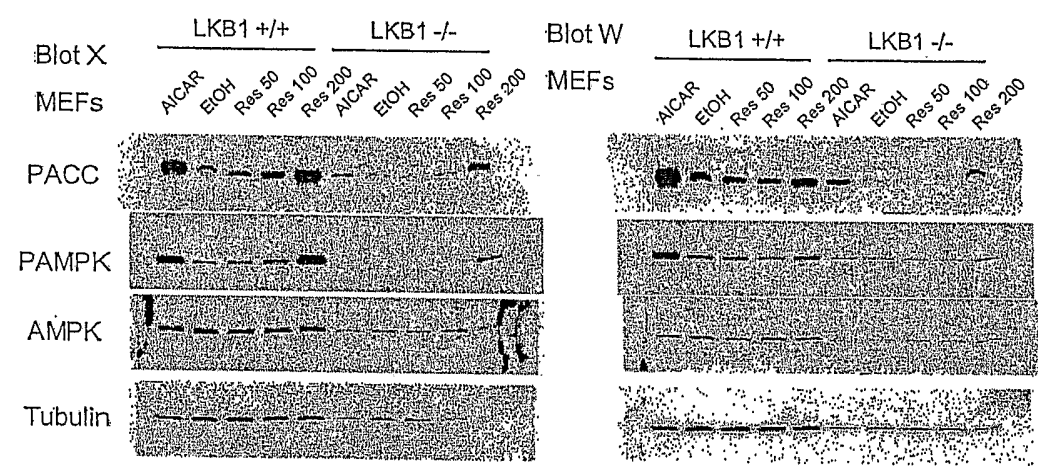 Blot X
LKB1 +/+ LKB1 -/-
MEFs
AICAR EtOH Res 50 Res 100 Res 200 AICAR EtOH Res 50 Res 100 Res 200
PACC
PAMPK
AMPK
Tubulin
Blot W
LKB1 +/+ LKB1 -/-
MEFs
AICAR EtOH Res 50 Res 100 Res 200 AICAR EtOH Res 50 Res 100 Res 200